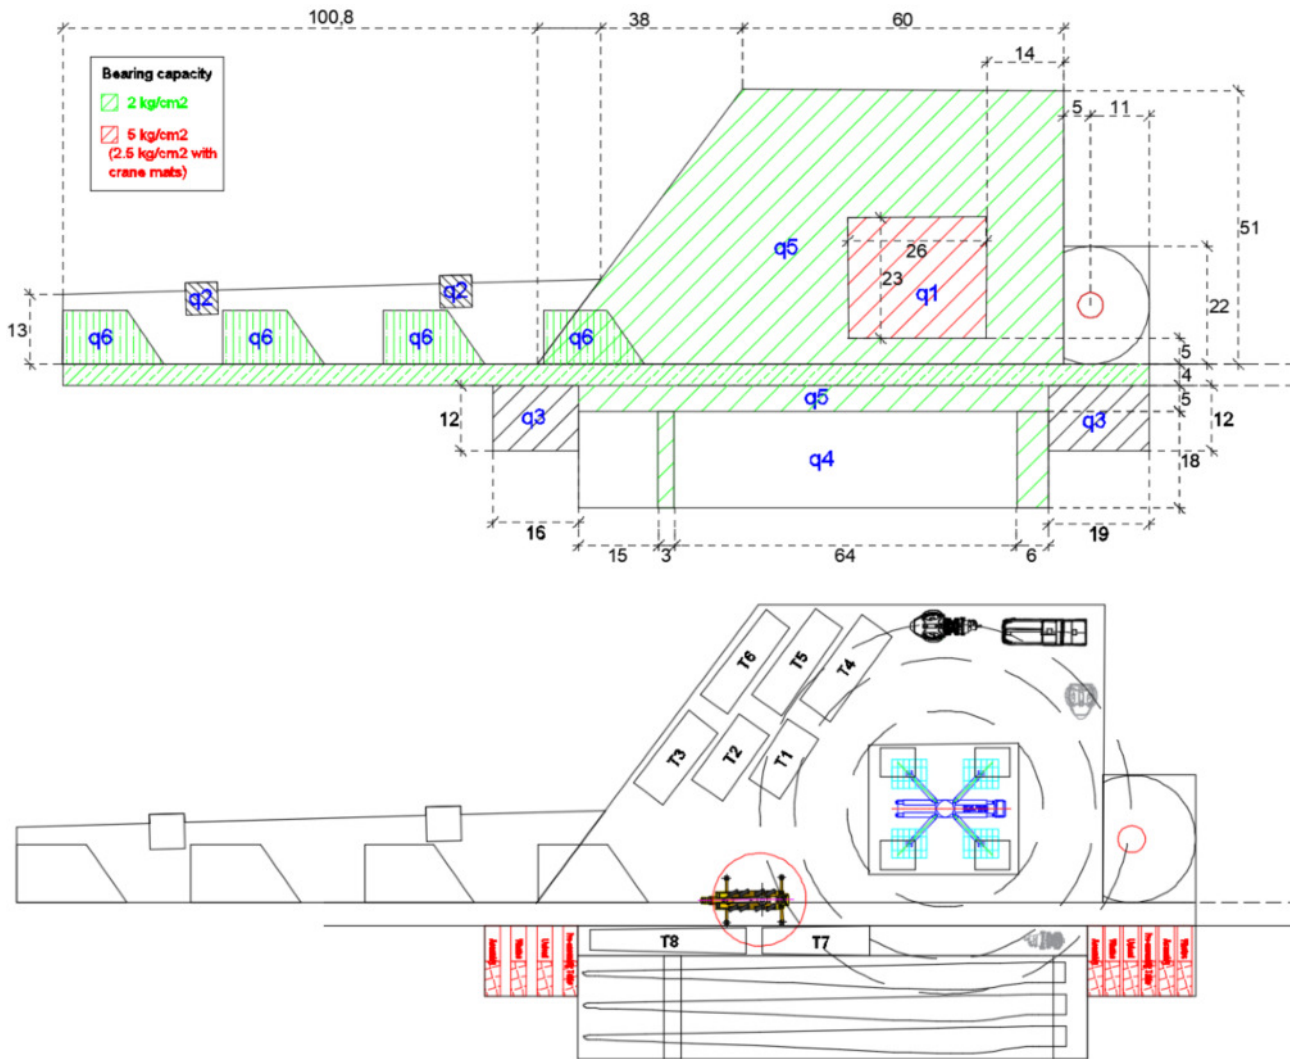 100,8
38
60
14
5
11
Bearing capacity
2 kg/cm2
5 kg/cm2
(2.5 kg/cm2 with
crane mats)
51
q5
26
23
q1
22
q2
q2
13
q6
q6
q6
q6
5
4
5
q5
12
q3
q3
12
q4
18
16
19
15
3
64
6
T6
T5
T4
T3
T2
T1
T8
T7